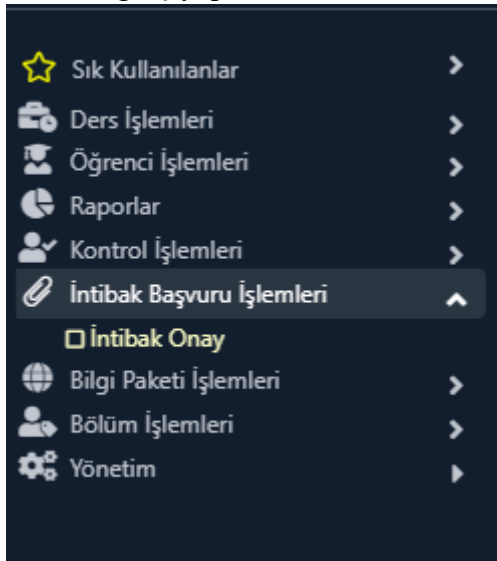 Sık Kullanılanlar
Ders İşlemleri
Öğrenci İşlemleri
Raporlar
Kontrol İşlemleri
İntibak Başvuru İşlemleri
İntibak Onay
Bilgi Paketi İşlemleri
Bölüm İşlemleri
Yönetim